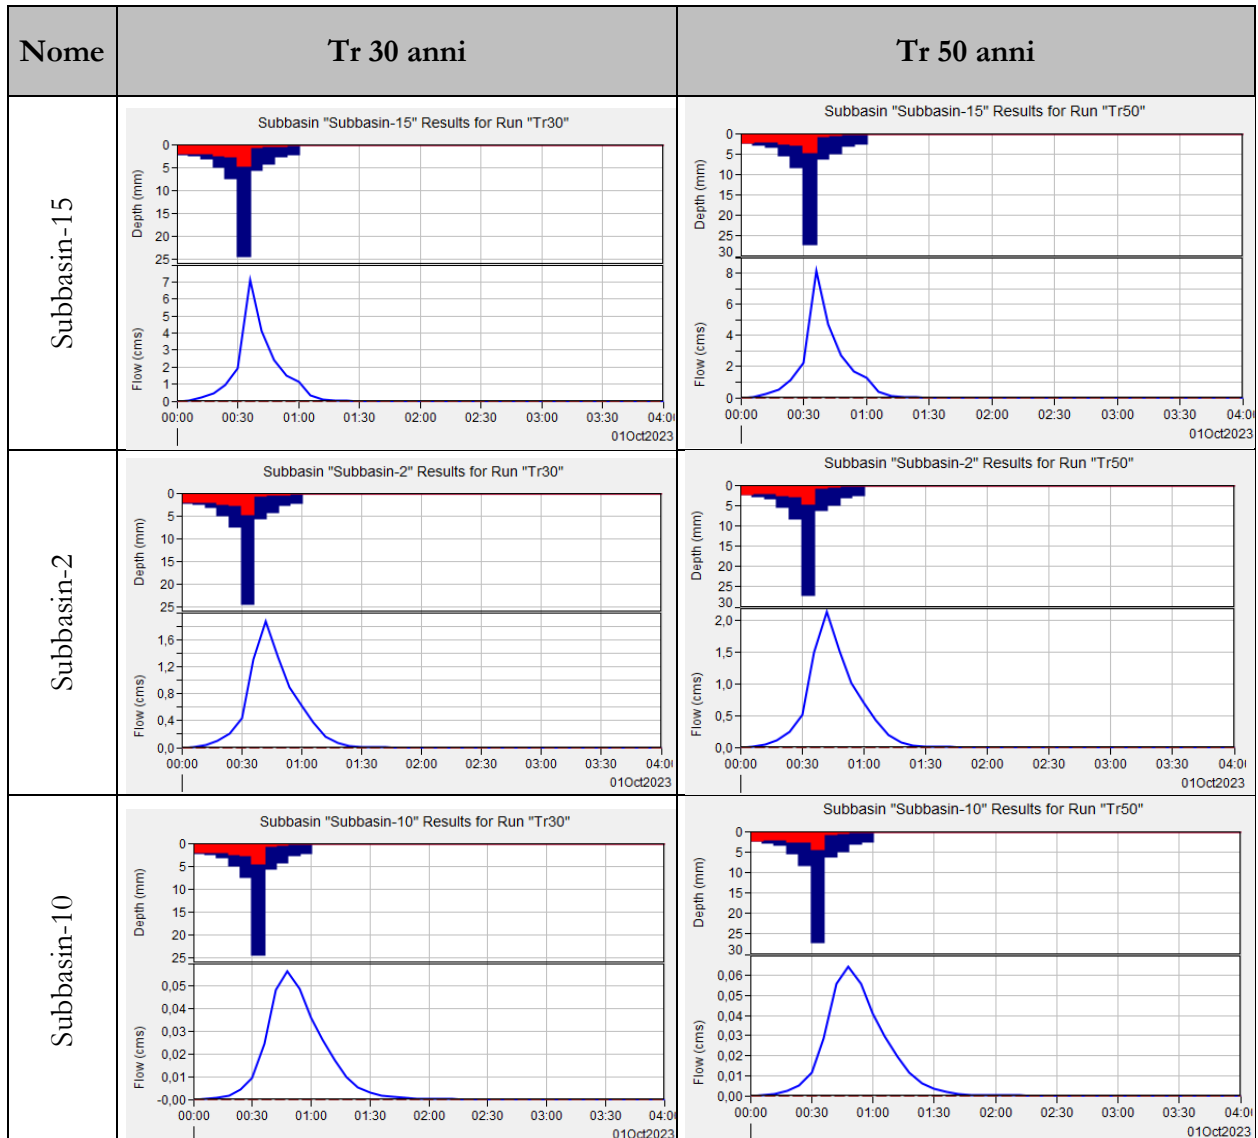 Nome
Tr 30 anni
Tr 50 anni
Subbasin-15
Subbasin "Subbasin-15" Results for Run "Tr30"
Depth (mm)
0
5
10
15
20
25
Flow (cms)
7
6
5
4
3
2
1
0
00:00 00:30 01:00 01:30 02:00 02:30 03:00 03:30 04:0
01Oct2023
Subbasin "Subbasin-15" Results for Run "Tr50"
Depth (mm)
0
5
10
15
20
25
30
Flow (cms)
8
6
4
2
0
00:00 00:30 01:00 01:30 02:00 02:30 03:00 03:30 04:0
01Oct2023
Subbasin-2
Subbasin "Subbasin-2" Results for Run "Tr30"
Depth (mm)
0
5
10
15
20
25
Flow (cms)
1,6
1,2
0,8
0,4
0,0
00:00 00:30 01:00 01:30 02:00 02:30 03:00 03:30 04:0
01Oct2023
Subbasin "Subbasin-2" Results for Run "Tr50"
Depth (mm)
0
5
10
15
20
25
30
Flow (cms)
2,0
1,5
1,0
0,5
0,0
00:00 00:30 01:00 01:30 02:00 02:30 03:00 03:30 04:0
01Oct2023
Subbasin-10
Subbasin "Subbasin-10" Results for Run "Tr30"
Depth (mm)
0
5
10
15
20
25
Flow (cms)
0,05
0,04
0,03
0,02
0,01
-0,00
00:00 00:30 01:00 01:30 02:00 02:30 03:00 03:30 04:0
01Oct2023
Subbasin "Subbasin-10" Results for Run "Tr50"
Depth (mm)
0
5
10
15
20
25
30
Flow (cms)
0,06
0,05
0,04
0,03
0,02
0,01
0,00
00:00 00:30 01:00 01:30 02:00 02:30 03:00 03:30 04:0
01Oct2023